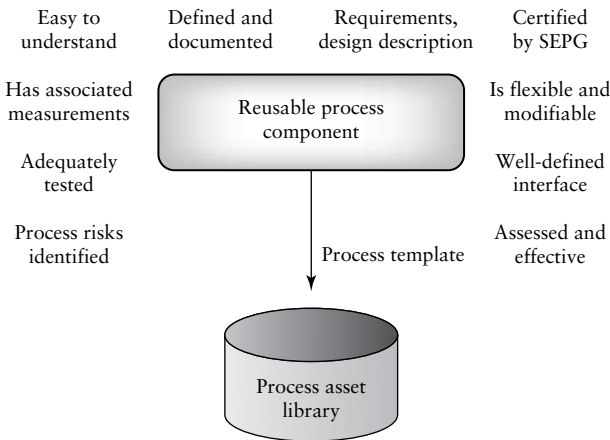 Easy to
understand
Defined and
documented
Requirements,
design description
Certified
by SEPG
Has associated
measurements
Reusable process
component
Is flexible and
modifiable
Adequately
tested
Well-defined
interface
Process risks
identified
Process template
Assessed and
effective
Process asset
library